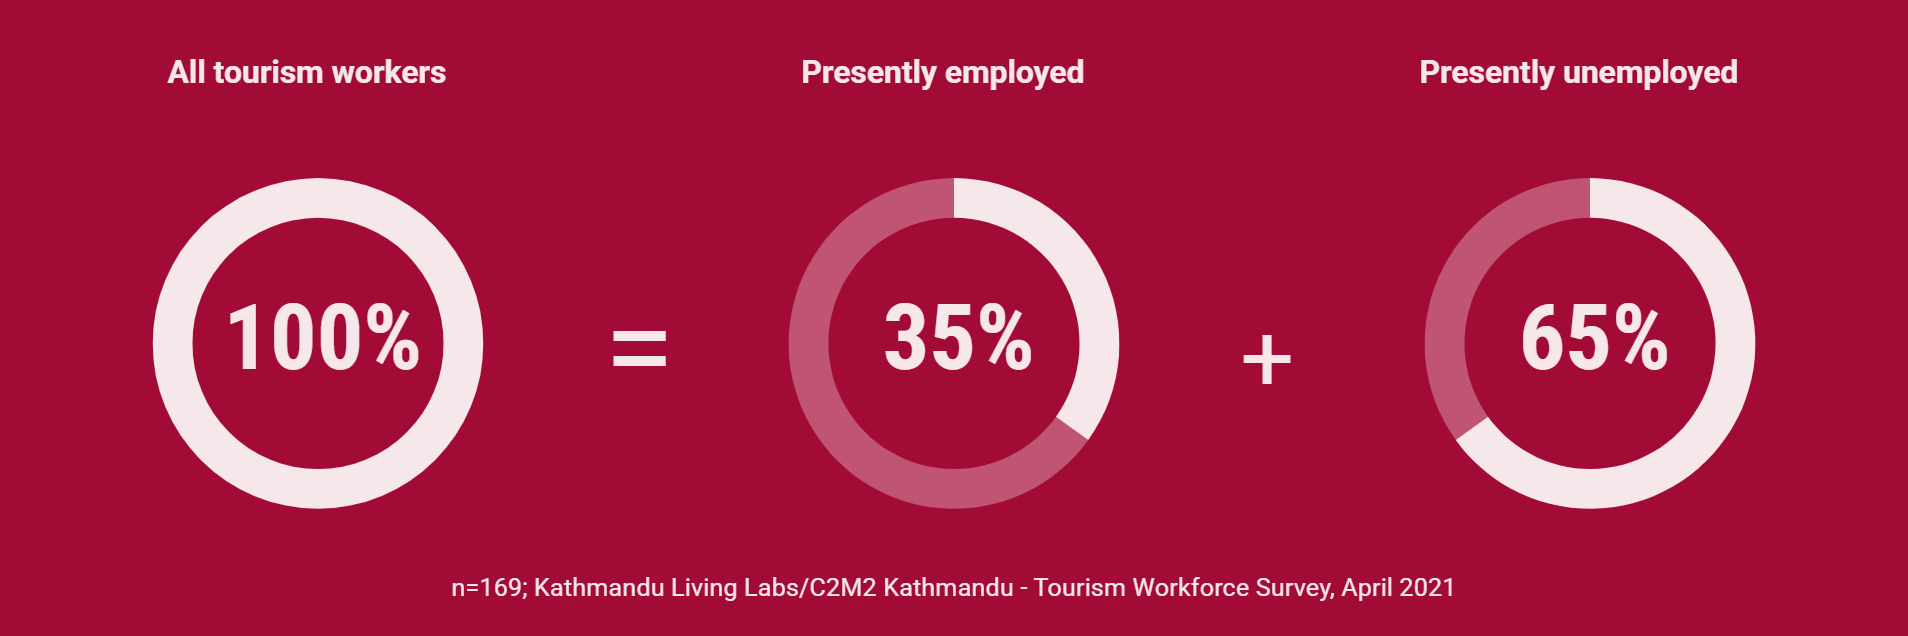 All tourism workers
Presently employed
Presently unemployed
100%
=
35%
+
65%
n=169; Kathmandu Living Labs/C2M2 Kathmandu - Tourism Workforce Survey, April 2021